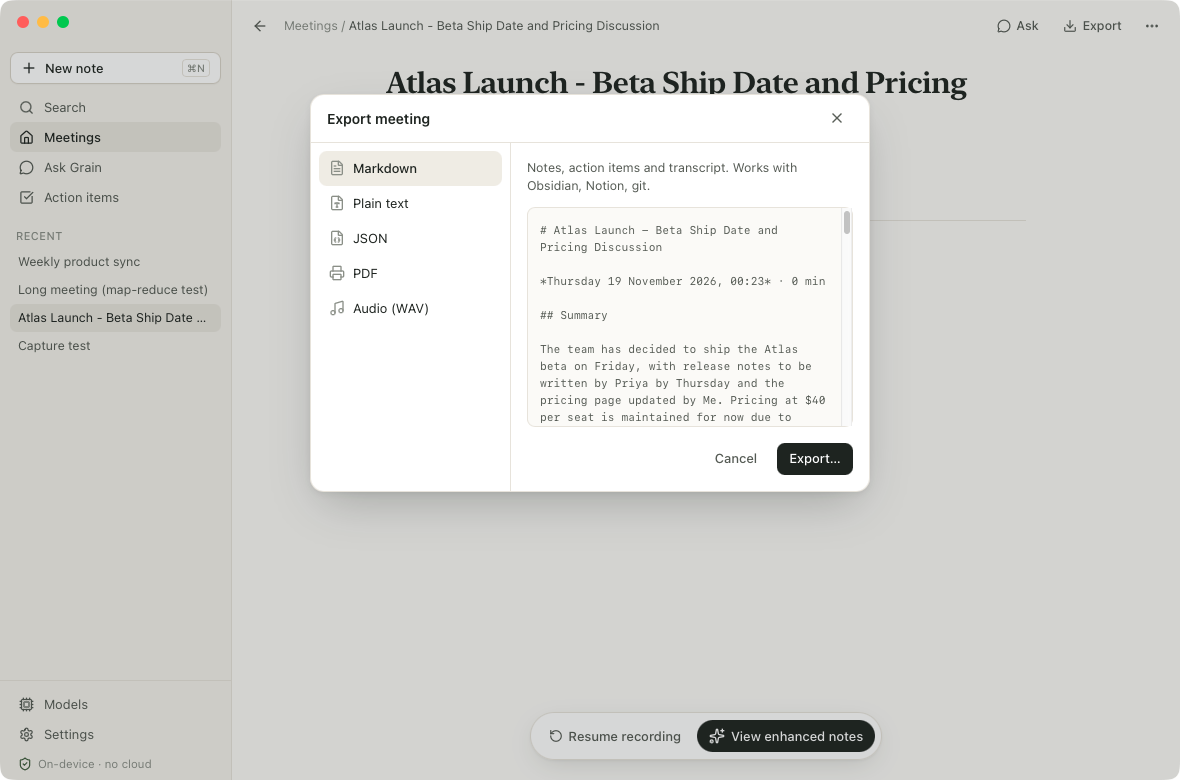 New note
⌘N
Search
Meetings
Ask Grain
Action items
RECENT
Weekly product sync
Long meeting (map-reduce test)
Atlas Launch - Beta Ship Date ...
Capture test
Models
Settings
On-device · no cloud
Meetings / Atlas Launch - Beta Ship Date and Pricing Discussion
Ask
Export
Atlas Launch - Beta Ship Date and Pricing
Export meeting
Markdown
Plain text
JSON
PDF
Audio (WAV)
Notes, action items and transcript. Works with
Obsidian, Notion, git.
# Atlas Launch – Beta Ship Date and
Pricing Discussion
*Thursday 19 November 2026, 00:23* · 0 min
## Summary
The team has decided to ship the Atlas
beta on Friday, with release notes to be
written by Priya by Thursday and the
pricing page updated by Me. Pricing at $40
per seat is maintained for now due to
Cancel
Export...
Resume recording
View enhanced notes